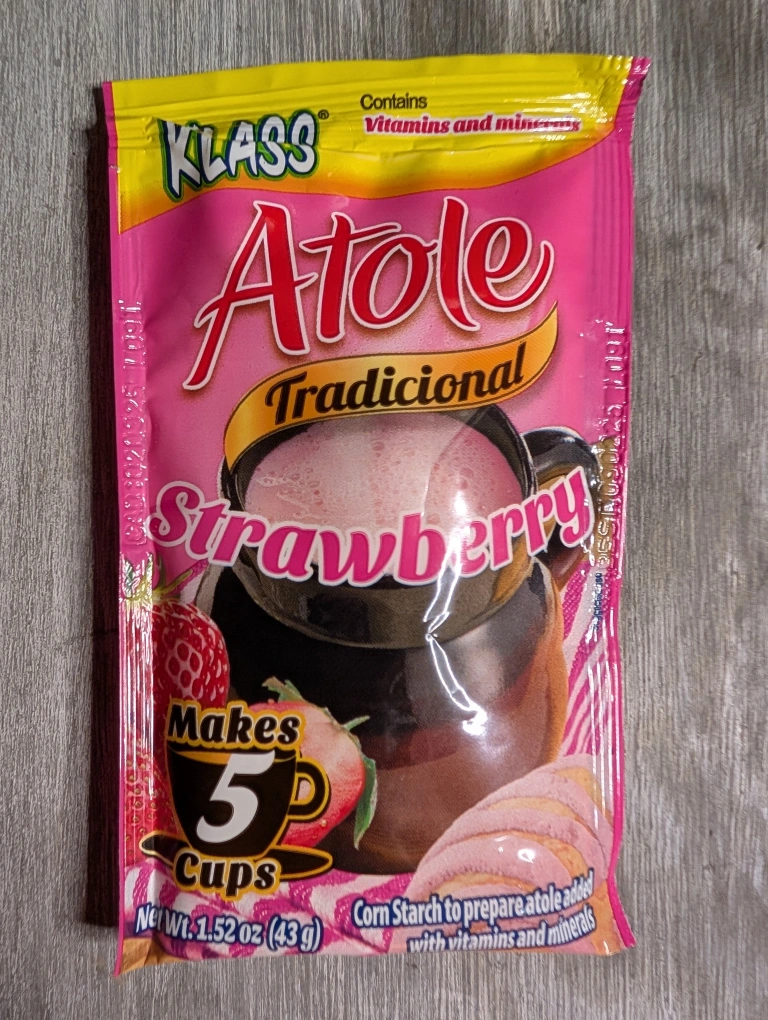 Contains
Vitamins and minerals
KLASS®
Atole
Tradicional
Strawberry
Makes
5
Cups
Net Wt. 1.52 oz (43 g)
Corn Starch to prepare atole added
with vitamins and minerals